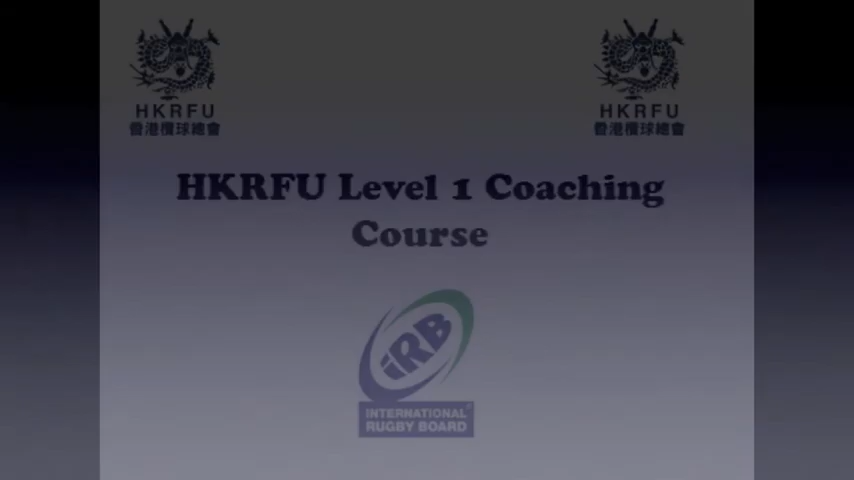 HKRFU
香港欖球總會
HKRFU
香港欖球總會
HKRFU Level 1 Coaching
Course
iRB
INTERNATIONAL
RUGBY BOARD